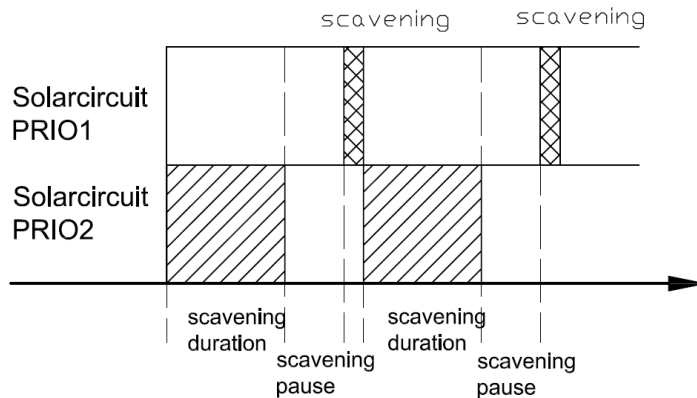 scavening
scavening
Solarcircuit
PRIO1
Solarcircuit
PRIO2
scavening
duration
scavening
pause
scavening
duration
scavening
pause